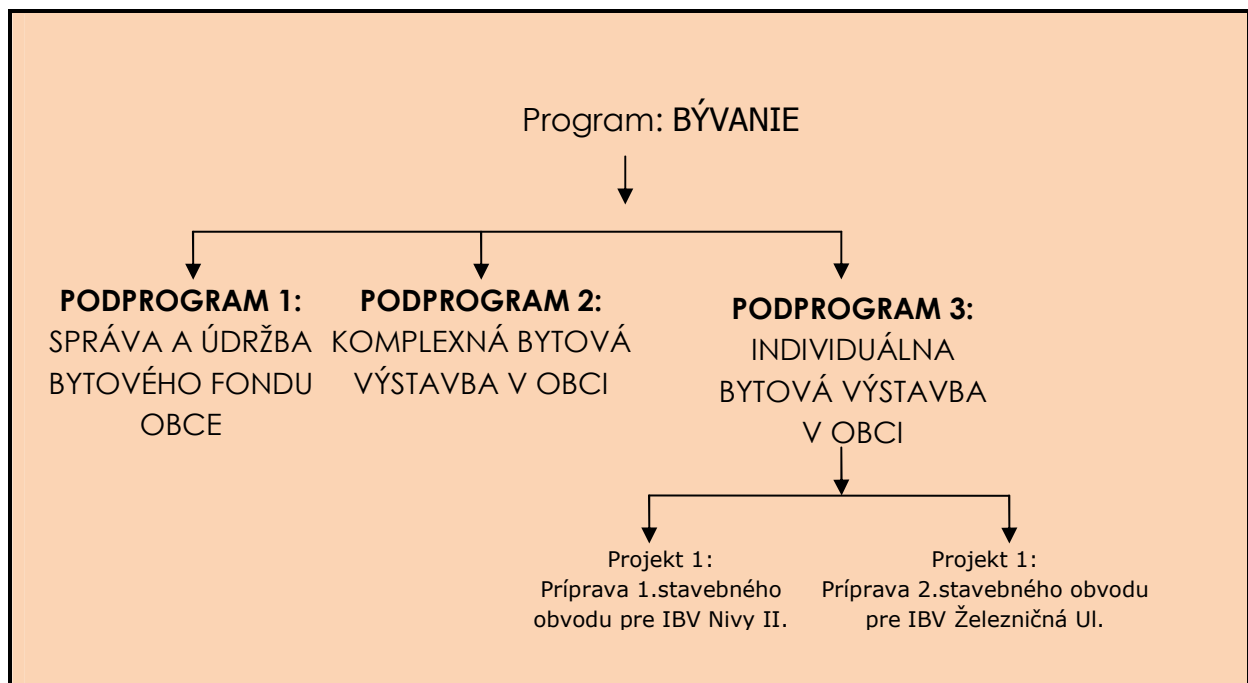 Program: BÝVANIE
PODPROGRAM 1:
SPRÁVA A ÚDRŽBA
BYTOVÉHO FONDU
OBCE
PODPROGRAM 2:
KOMPLEXNÁ BYTOVÁ
VÝSTAVBA V OBCI
PODPROGRAM 3:
INDIVIDUÁLNA
BYTOVÁ VÝSTAVBA
V OBCI
Projekt 1:
Príprava 1.stavebného
obvodu pre IBV Nivy II.
Projekt 1:
Príprava 2.stavebného obvodu
pre IBV Železničná Ul.